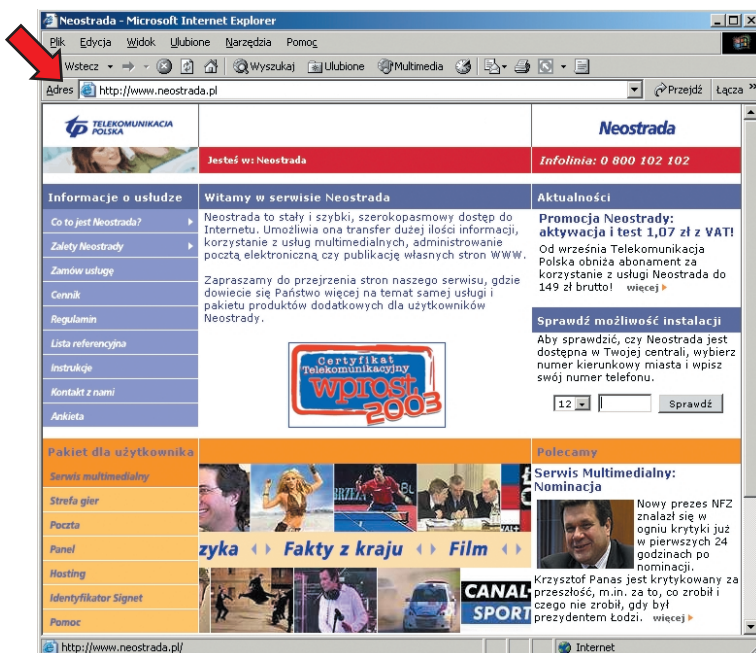 Neostrada - Microsoft Internet Explorer
Plik Edycja Widok Ulubione Narzędzia Pomoc
Wstecz Wyszukaj Ulubione Multimedia
Adres http://www.neostrada.pl Przejdź Łącza »
tp TELEKOMUNIKACJA
POLSKA
Neostrada
Jesteś w: Neostrada
Infolinia: 0 800 102 102
Informacje o usłudze
Co to jest Neostrada?
Zalety Neostrady
Zamów usługę
Cennik
Regulamin
Lista referencyjna
Instrukcje
Kontakt z nami
Ankieta
Witamy w serwisie Neostrada
Neostrada to stały i szybki, szerokopasmowy dostęp do
Internetu. Umożliwia ona transfer dużej ilości informacji,
korzystanie z usług multimedialnych, administrowanie
pocztą elektroniczną czy publikację własnych stron WWW.
Zapraszamy do przejrzenia stron naszego serwisu, gdzie
dowiecie się Państwo więcej na temat samej usługi i
pakietu produktów dodatkowych dla użytkowników
Neostrady.
Certyfikat
Telekomunikacyjny
wprost
2003
Aktualności
Promocja Neostrady:
aktywacja i test 1,07 zł z VAT!
Od września Telekomunikacja
Polska obniża abonament za
korzystanie z usługi Neostrada do
149 zł brutto! więcej
Sprawdź możliwość instalacji
Aby sprawdzić, czy Neostrada jest
dostępna w Twojej centrali, wybierz
numer kierunkowy miasta i wpisz
swój numer telefonu.
12 Sprawdź
Pakiet dla użytkownika
Serwis multimedialny
Strefa gier
Poczta
Panel
Hosting
Identyfikator Signet
Pomoc
zyka Fakty z kraju Film
CANAL+
SPORT
Polecamy
Serwis Multimedialny:
Nominacja
Nowy prezes NFZ
znalazł się w
ogniu krytyki już
w pierwszych 24
godzinach po
nominacji.
Krzysztof Panas jest krytykowany za
przeszłość, m.in. za to, co zrobił i
czego nie zrobił, gdy był
prezydentem Łodzi. więcej
http://www.neostrada.pl/ Internet